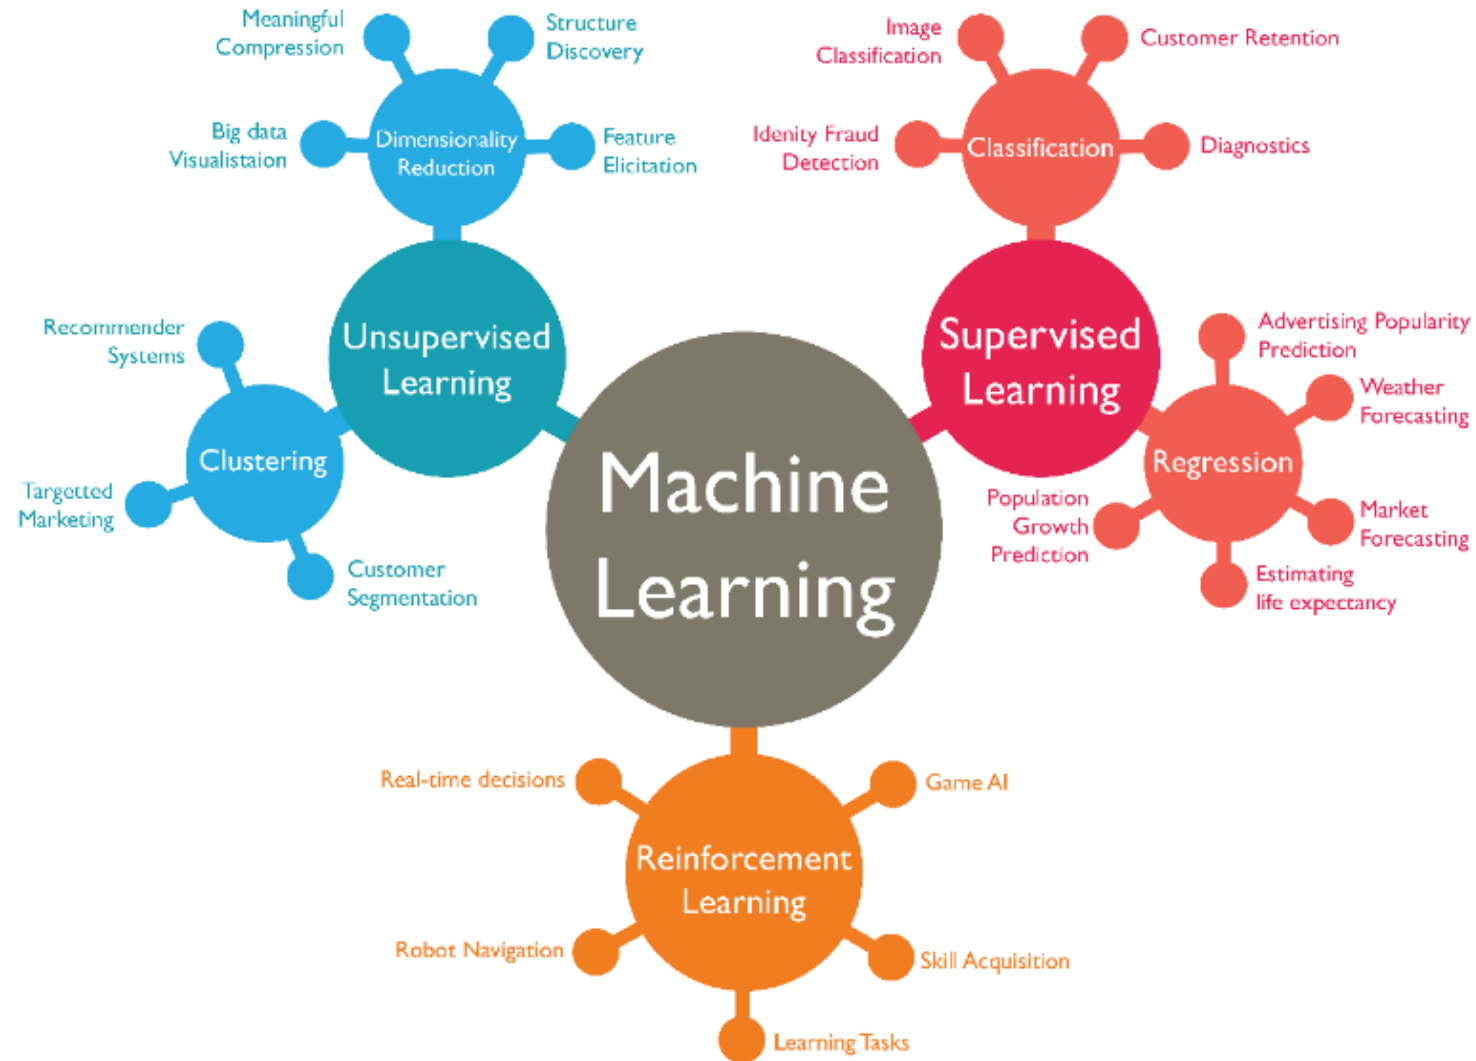 Meaningful
Compression
Structure
Discovery
Big data
Visualistaion
Dimensionality
Reduction
Feature
Elicitation
Image
Classification
Customer Retention
Idenity Fraud
Detection
Classification
Diagnostics
Recommender
Systems
Unsupervised
Learning
Clustering
Targetted
Marketing
Customer
Segmentation
Machine
Learning
Supervised
Learning
Advertising Popularity
Prediction
Weather
Forecasting
Regression
Population
Growth
Prediction
Market
Forecasting
Estimating
life expectancy
Real-time decisions
Game AI
Reinforcement
Learning
Robot Navigation
Skill Acquisition
Learning Tasks